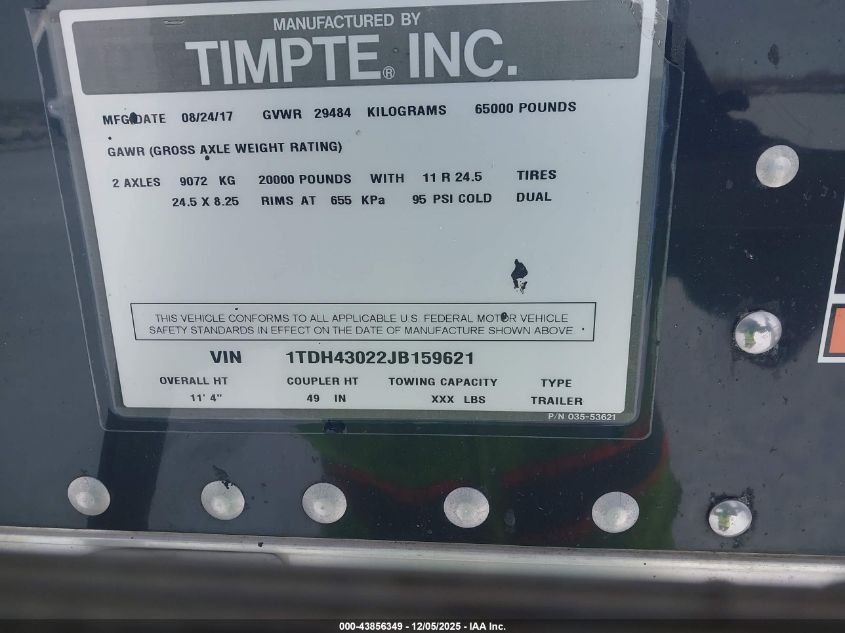 MANUFACTURED BY
TIMPTE® INC.
MFG DATE 08/24/17 GVWR 29484 KILOGRAMS 65000 POUNDS
GAWR (GROSS AXLE WEIGHT RATING)
2 AXLES 9072 KG 20000 POUNDS WITH 11 R 24.5 TIRES
24.5 X 8.25 RIMS AT 655 KPa 95 PSI COLD DUAL
THIS VEHICLE CONFORMS TO ALL APPLICABLE U.S. FEDERAL MOTOR VEHICLE
SAFETY STANDARDS IN EFFECT ON THE DATE OF MANUFACTURE SHOWN ABOVE.
VIN 1TDH43022JB159621
OVERALL HT COUPLER HT TOWING CAPACITY TYPE
11' 4" 49 IN XXX LBS TRAILER
P/N 035-53621
000-43856349 - 12/05/2025 - IAA Inc.